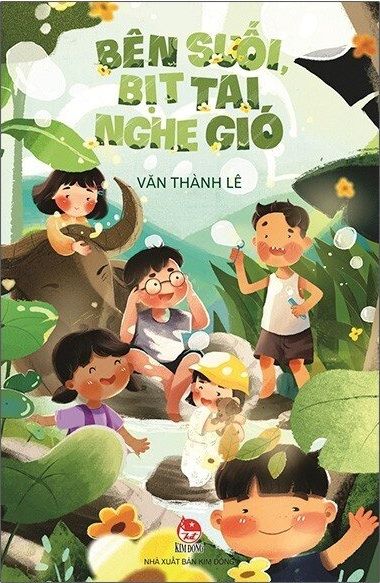 BÊN SUỐI,
BỊT TAI,
NGHE GIÓ
VĂN THÀNH LÊ
KIM ĐỒNG
NHÀ XUẤT BẢN KIM ĐỒNG